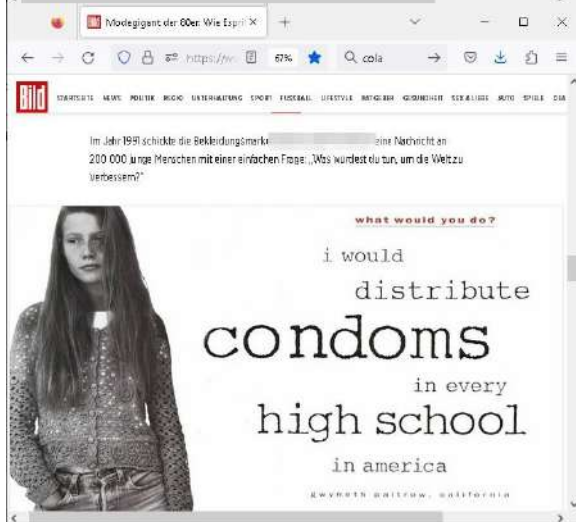 Modegigant der 80er: Wie Espri
https://w
67%
cola
Bild
STARTSEITE NEWS POLITIK REGIO UNTERHALTUNG SPORT FUSSBALL LIFESTYLE RATGEBER GESUNDHEIT SEX & LIEBE AUTO SPIELE
Im Jahr 1991 schickte die Bekleidungsmarke eine Nachricht an
200 000 junge Menschen mit einer einfachen Frage: „Was würdest du tun, um die Welt zu
verbessern?“
what would you do?
i would
distribute
condoms
in every
high school
in america
gwyneth paltrow, california